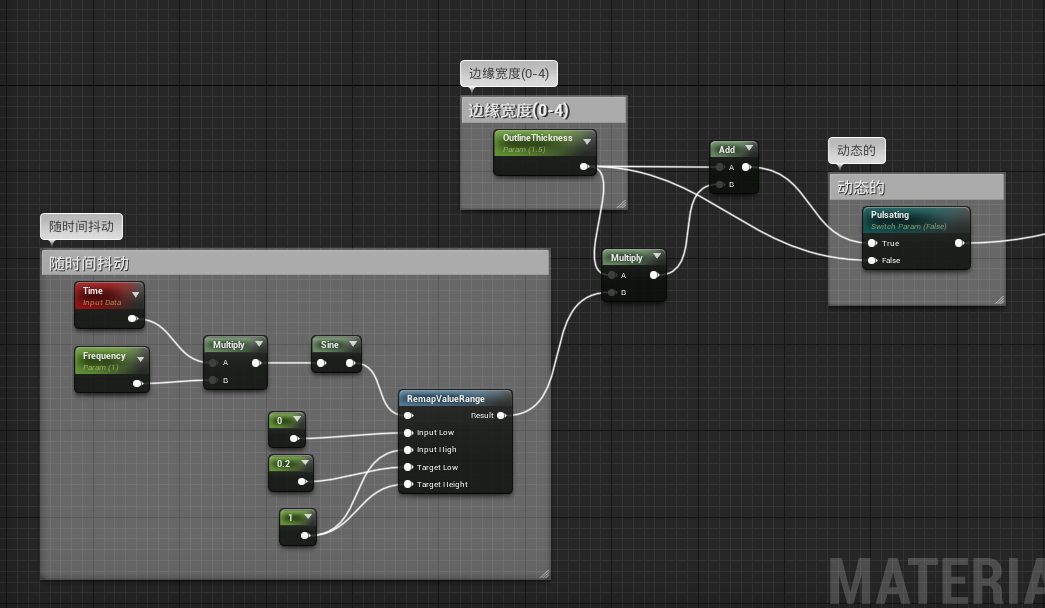 边缘宽度(0-4)
边缘宽度(0-4)
OutlineThickness
Param (1.5)
Add
A
B
动态的
动态的
Pulsating
Switch Param (False)
True
False
随时间抖动
随时间抖动
Time
Input Data
Frequency
Param (1)
Multiply
A
B
Sine
Multiply
A
B
0
0.2
1
RemapValueRange
Result
Input Low
Input High
Target Low
Target Height
MATERIA